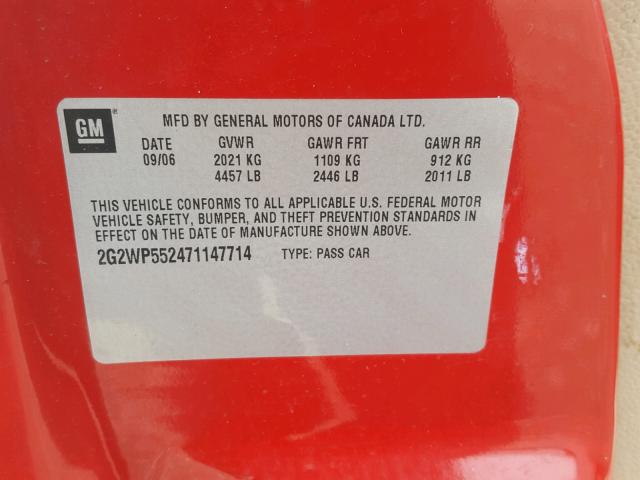 GM
MFD BY GENERAL MOTORS OF CANADA LTD.
DATE GVWR GAWR FRT GAWR RR
09/06 2021 KG 1109 KG 912 KG
4457 LB 2446 LB 2011 LB
THIS VEHICLE CONFORMS TO ALL APPLICABLE U.S. FEDERAL MOTOR
VEHICLE SAFETY, BUMPER, AND THEFT PREVENTION STANDARDS IN
EFFECT ON THE DATE OF MANUFACTURE SHOWN ABOVE.
2G2WP552471147714 TYPE: PASS CAR